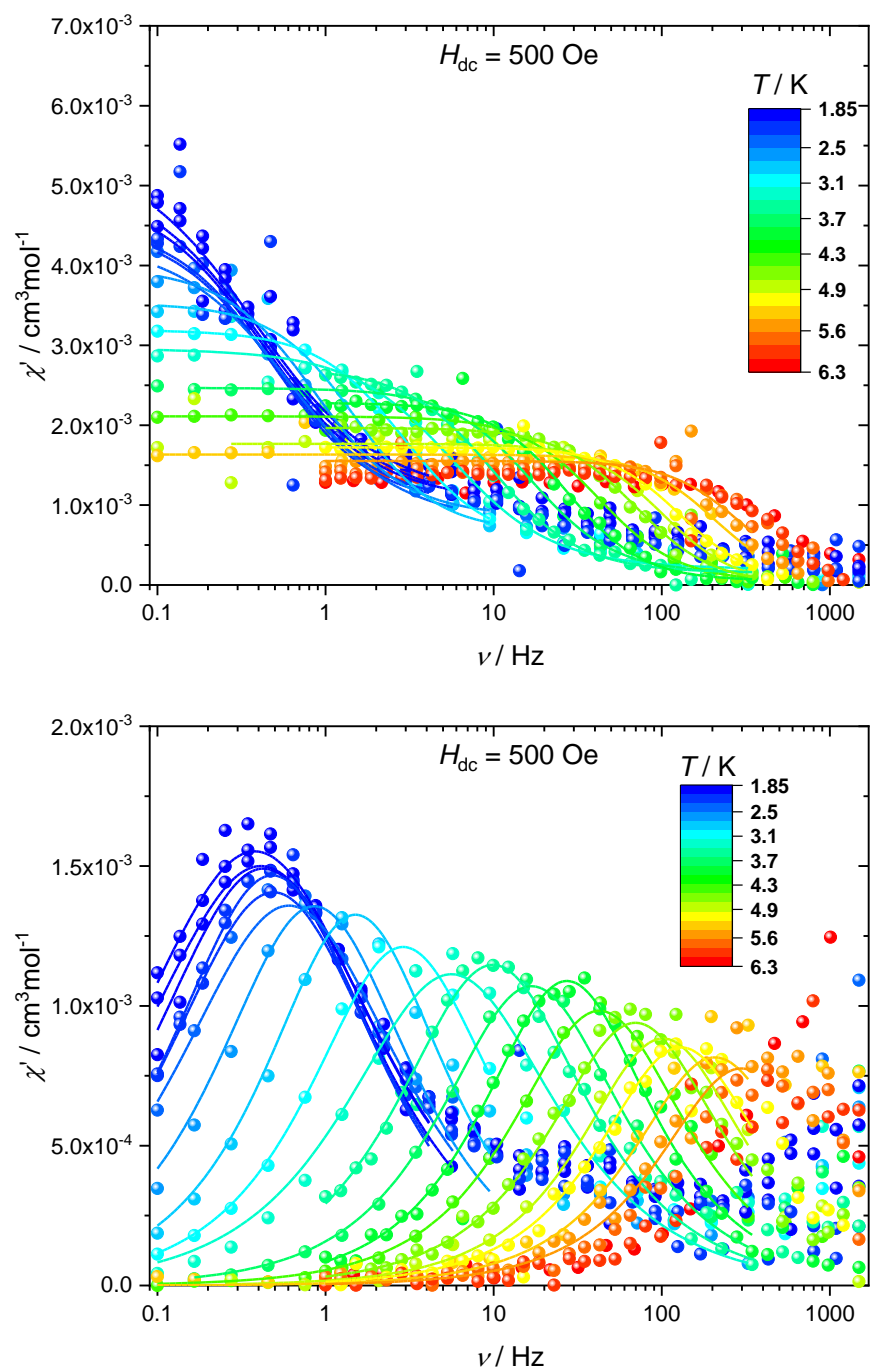 H_dc = 500 Oe
T / K
7.0x10⁻³
6.0x10⁻³
5.0x10⁻³
4.0x10⁻³
3.0x10⁻³
2.0x10⁻³
1.0x10⁻³
0.0
χ' / cm³mol⁻¹
1.85
2.5
3.1
3.7
4.3
4.9
5.6
6.3
0.1 1 10 100 1000
ν / Hz
H_dc = 500 Oe
T / K
2.0x10⁻³
1.5x10⁻³
1.0x10⁻³
5.0x10⁻⁴
0.0
χ' / cm³mol⁻¹
1.85
2.5
3.1
3.7
4.3
4.9
5.6
6.3
0.1 1 10 100 1000
ν / Hz